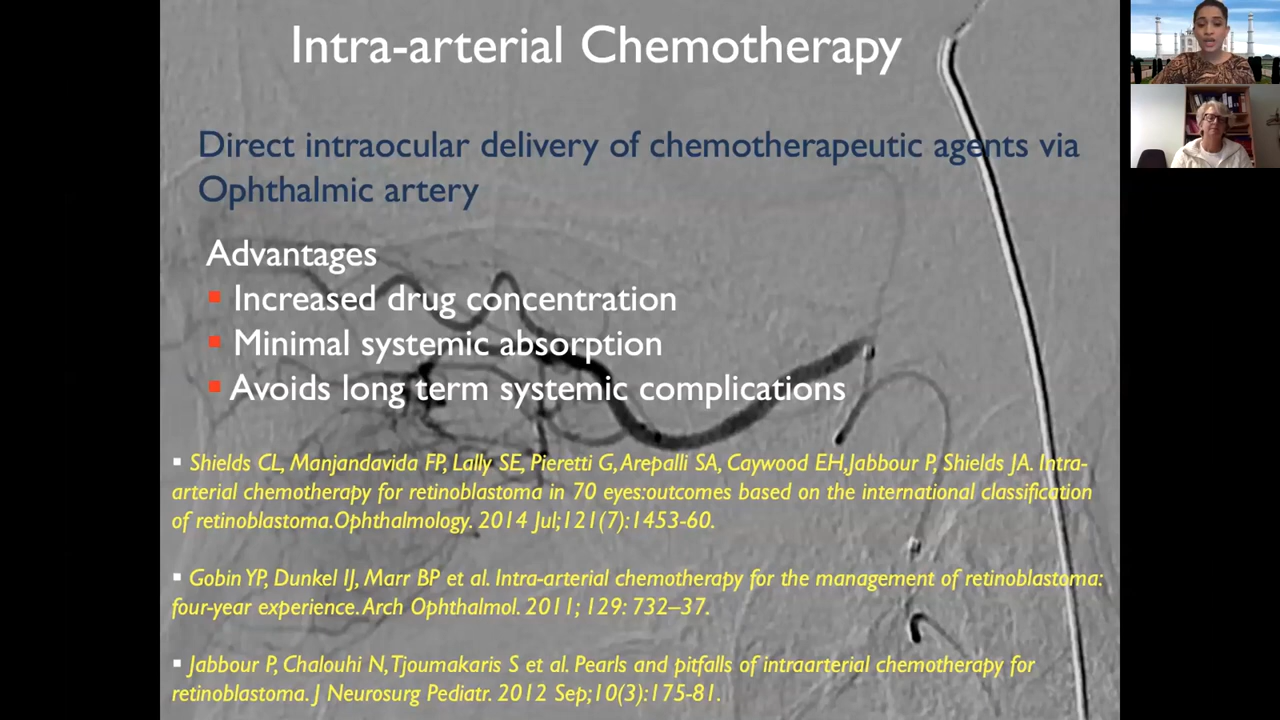 Intra-arterial Chemotherapy
Direct intraocular delivery of chemotherapeutic agents via
Ophthalmic artery
Advantages
▪ Increased drug concentration
▪ Minimal systemic absorption
▪ Avoids long term systemic complications
▪ Shields CL, Manjandavida FP, Lally SE, Pieretti G,Arepalli SA, Caywood EH,Jabbour P, Shields JA. Intra-
arterial chemotherapy for retinoblastoma in 70 eyes:outcomes based on the international classification
of retinoblastoma.Ophthalmology. 2014 Jul;121(7):1453-60.
▪ Gobin YP, Dunkel IJ, Marr BP et al. Intra-arterial chemotherapy for the management of retinoblastoma:
four-year experience. Arch Ophthalmol. 2011; 129: 732–37.
▪ Jabbour P, Chalouhi N,Tjoumakaris S et al. Pearls and pitfalls of intraarterial chemotherapy for
retinoblastoma. J Neurosurg Pediatr. 2012 Sep;10(3):175-81.